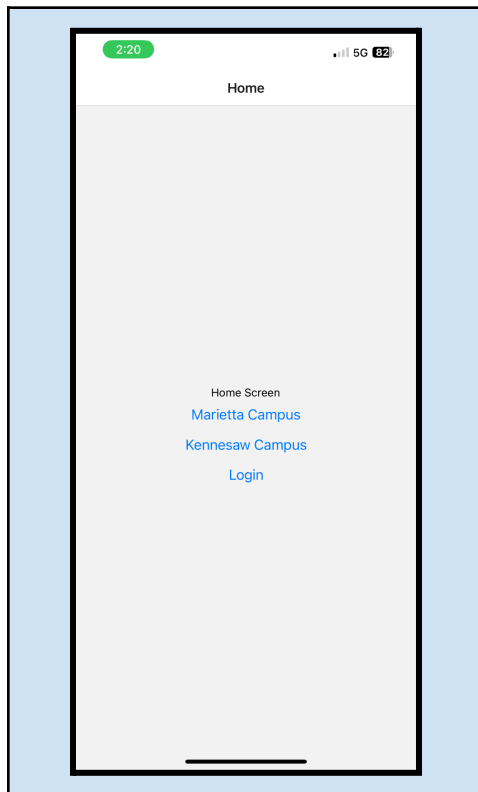 2:20 5G 82
Home
Home Screen
Marietta Campus
Kennesaw Campus
Login